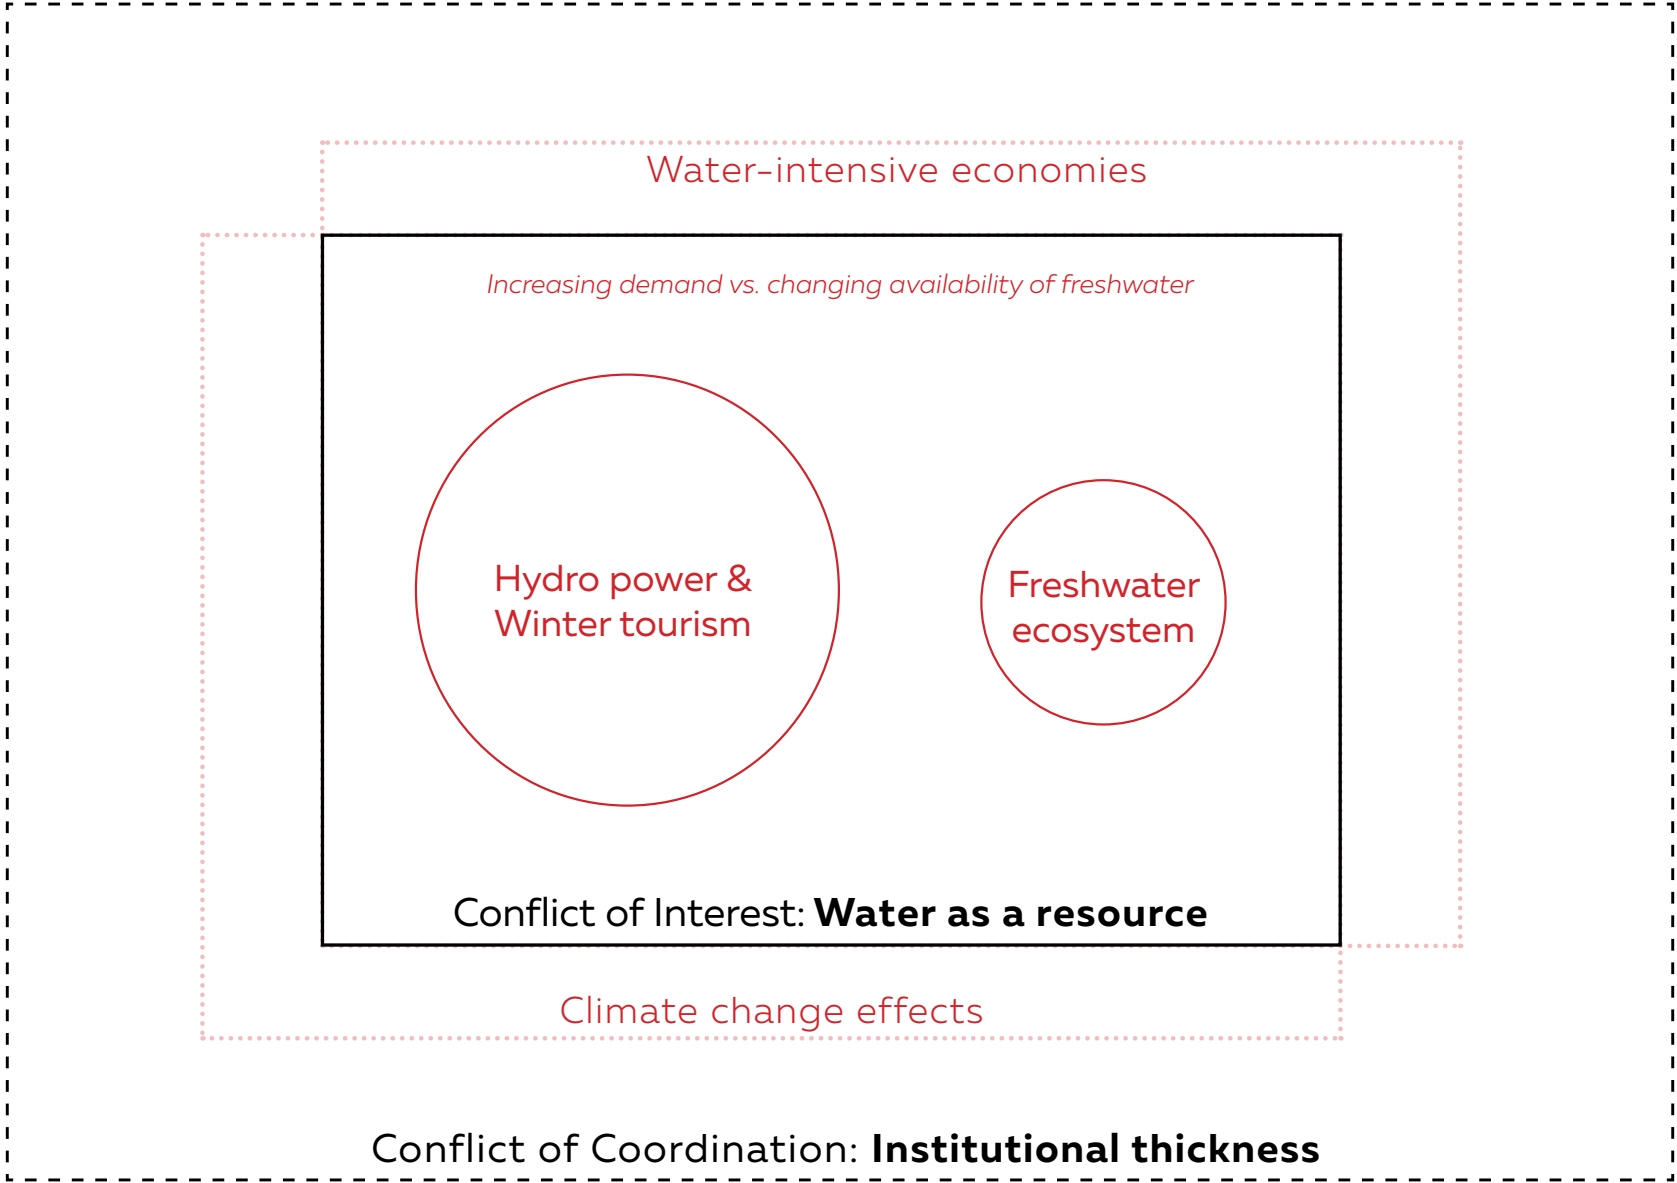 Water-intensive economies
Increasing demand vs. changing availability of freshwater
Hydro power &
Winter tourism
Freshwater
ecosystem
Conflict of Interest: Water as a resource
Climate change effects
Conflict of Coordination: Institutional thickness